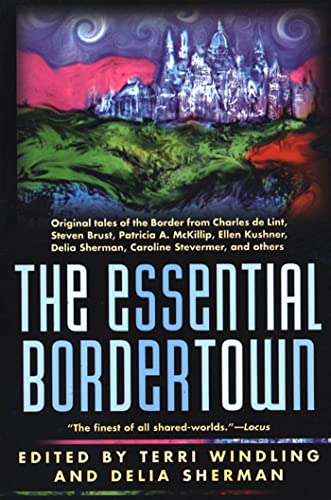 Original tales of the Border from Charles de Lint,
Steven Brust, Patricia A. McKillip, Ellen Kushner,
Delia Sherman, Caroline Stevermer, and others
THE ESSENTIAL
BORDERTOWN
"The finest of all shared-worlds."—Locus
EDITED BY TERRI WINDLING
AND DELIA SHERMAN